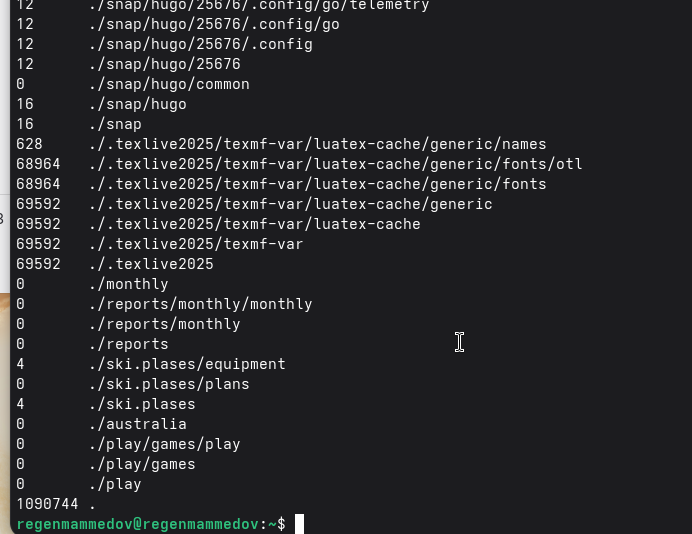 12 ./snap/hugo/25676/.config/go/telemetry
12 ./snap/hugo/25676/.config/go
12 ./snap/hugo/25676/.config
12 ./snap/hugo/25676
0 ./snap/hugo/common
16 ./snap/hugo
16 ./snap
628 ./.texlive2025/texmf-var/luatex-cache/generic/names
68964 ./.texlive2025/texmf-var/luatex-cache/generic/fonts/otl
68964 ./.texlive2025/texmf-var/luatex-cache/generic/fonts
69592 ./.texlive2025/texmf-var/luatex-cache/generic
69592 ./.texlive2025/texmf-var/luatex-cache
69592 ./.texlive2025/texmf-var
69592 ./.texlive2025
0 ./monthly
0 ./reports/monthly/monthly
0 ./reports/monthly
0 ./reports
4 ./ski.plases/equipment
0 ./ski.plases/plans
4 ./ski.plases
0 ./australia
0 ./play/games/play
0 ./play/games
0 ./play
1090744 .
regenmammedov@regenmammedov:~$